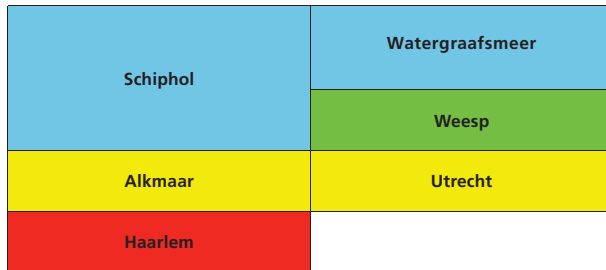 Schiphol
Watergraafsmeer
Weesp
Alkmaar
Utrecht
Haarlem